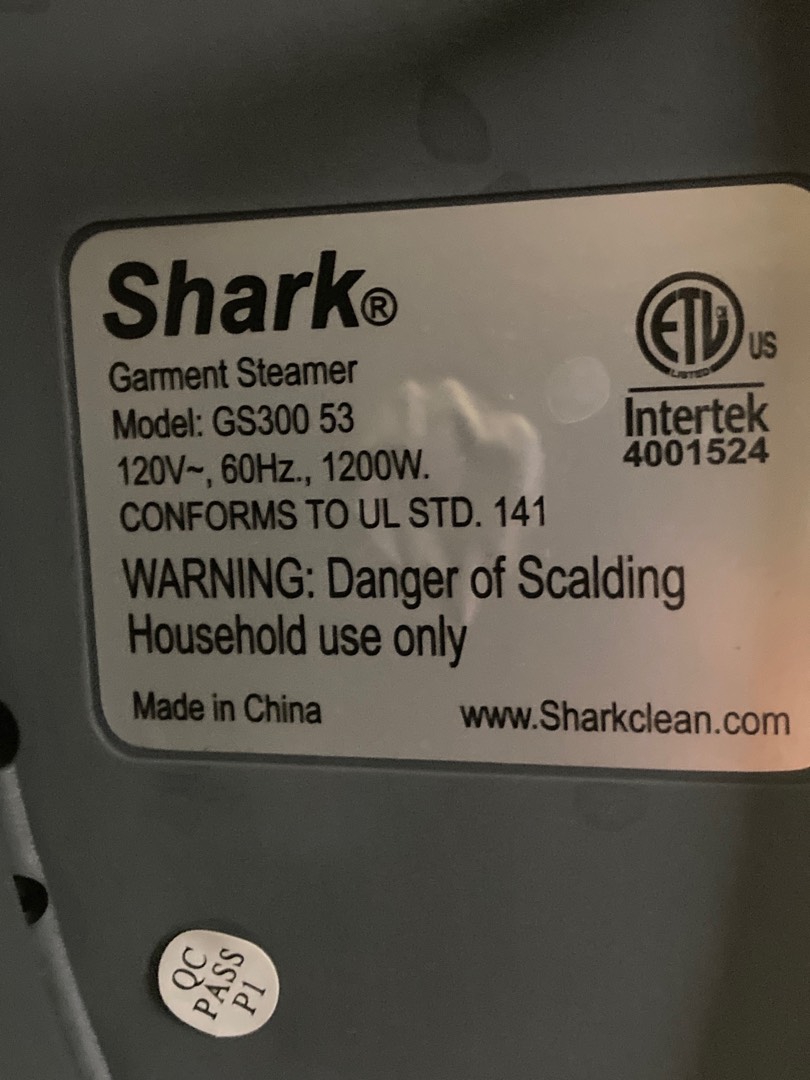 Shark®
Garment Steamer
Model: GS300 53
120V~, 60Hz., 1200W.
CONFORMS TO UL STD. 141
WARNING: Danger of Scalding
Household use only
Made in China
www.Sharkclean.com
ETL
LISTED
US
Intertek
4001524
QC
PASS
P1